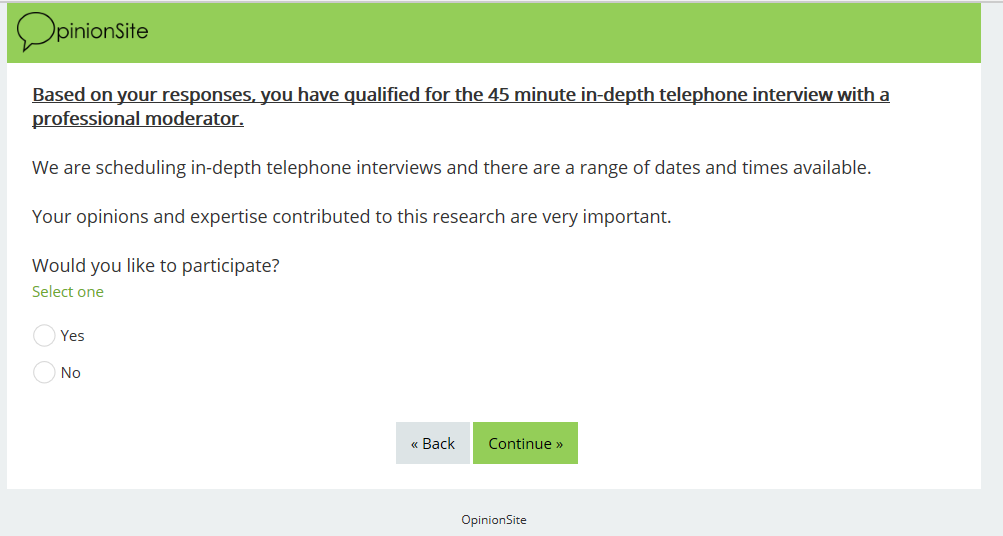 OpinionSite
Based on your responses, you have qualified for the 45 minute in-depth telephone interview with a
professional moderator.
We are scheduling in-depth telephone interviews and there are a range of dates and times available.
Your opinions and expertise contributed to this research are very important.
Would you like to participate?
Select one
Yes
No
« Back Continue »
OpinionSite